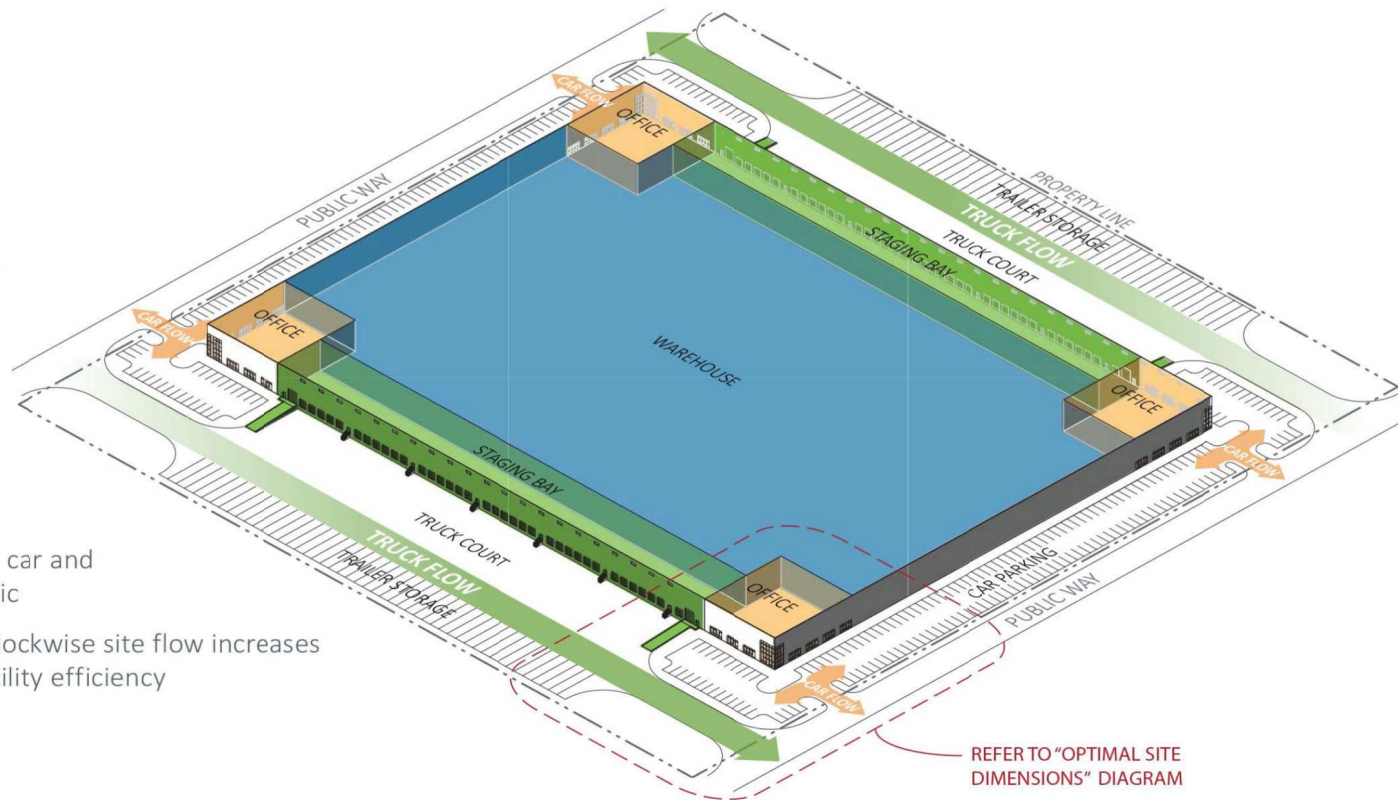 CAR FLOW
OFFICE
PUBLIC WAY
PROPERTY LINE
TRAILER STORAGE
TRUCK FLOW
TRUCK COURT
STAGING BAY
CAR FLOW
OFFICE
WAREHOUSE
OFFICE
CAR FLOW
STAGING BAY
TRUCK COURT
TRUCK FLOW
TRAILER STORAGE
OFFICE
CAR PARKING
PUBLIC WAY
CAR FLOW
car and
ic
lockwise site flow increases
ility efficiency
REFER TO “OPTIMAL SITE
DIMENSIONS” DIAGRAM